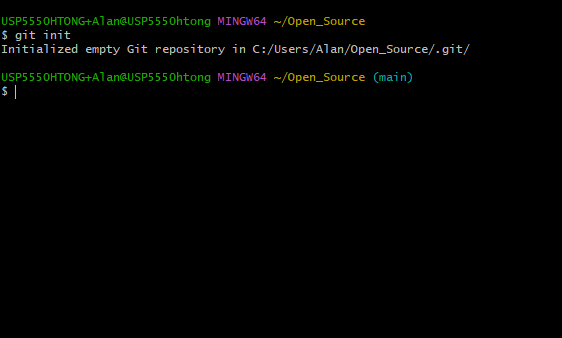 USP5550HTONG+Alan@USP5550htong MINGW64 ~/Open_Source
$ git init
Initialized empty Git repository in C:/Users/Alan/Open_Source/.git/
USP5550HTONG+Alan@USP5550htong MINGW64 ~/Open_Source (main)
$